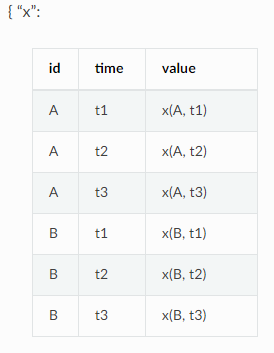 { “x”:
id time value
A t1 x(A, t1)
A t2 x(A, t2)
A t3 x(A, t3)
B t1 x(B, t1)
B t2 x(B, t2)
B t3 x(B, t3)